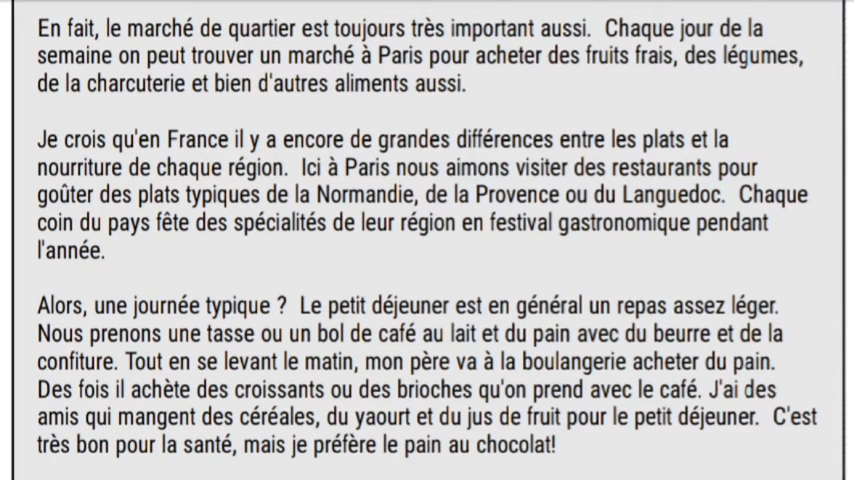 En fait, le marché de quartier est toujours très important aussi.  Chaque jour de la
semaine on peut trouver un marché à Paris pour acheter des fruits frais, des légumes,
de la charcuterie et bien d'autres aliments aussi.
Je crois qu'en France il y a encore de grandes différences entre les plats et la
nourriture de chaque région.  Ici à Paris nous aimons visiter des restaurants pour
goûter des plats typiques de la Normandie, de la Provence ou du Languedoc.  Chaque
coin du pays fête des spécialités de leur région en festival gastronomique pendant
l'année.
Alors, une journée typique ?  Le petit déjeuner est en général un repas assez léger.
Nous prenons une tasse ou un bol de café au lait et du pain avec du beurre et de la
confiture. Tout en se levant le matin, mon père va à la boulangerie acheter du pain.
Des fois il achète des croissants ou des brioches qu'on prend avec le café. J'ai des
amis qui mangent des céréales, du yaourt et du jus de fruit pour le petit déjeuner.  C'est
très bon pour la santé, mais je préfère le pain au chocolat!